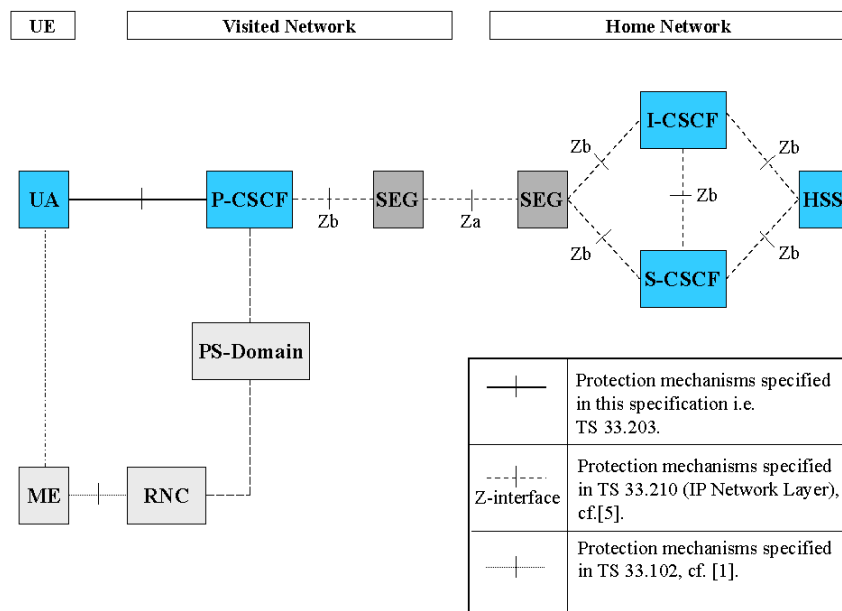 UE
Visited Network
Home Network
I-CSCF
Zb
Zb
UA
P-CSCF
SEG
SEG
Zb
HSS
Zb
Za
Zb
Zb
S-CSCF
PS-Domain
ME
RNC
Protection mechanisms specified
in this specification i.e.
TS 33.203.
Z-interface
Protection mechanisms specified
in TS 33.210 (IP Network Layer),
cf.[5].
Protection mechanisms specified
in TS 33.102, cf. [1].